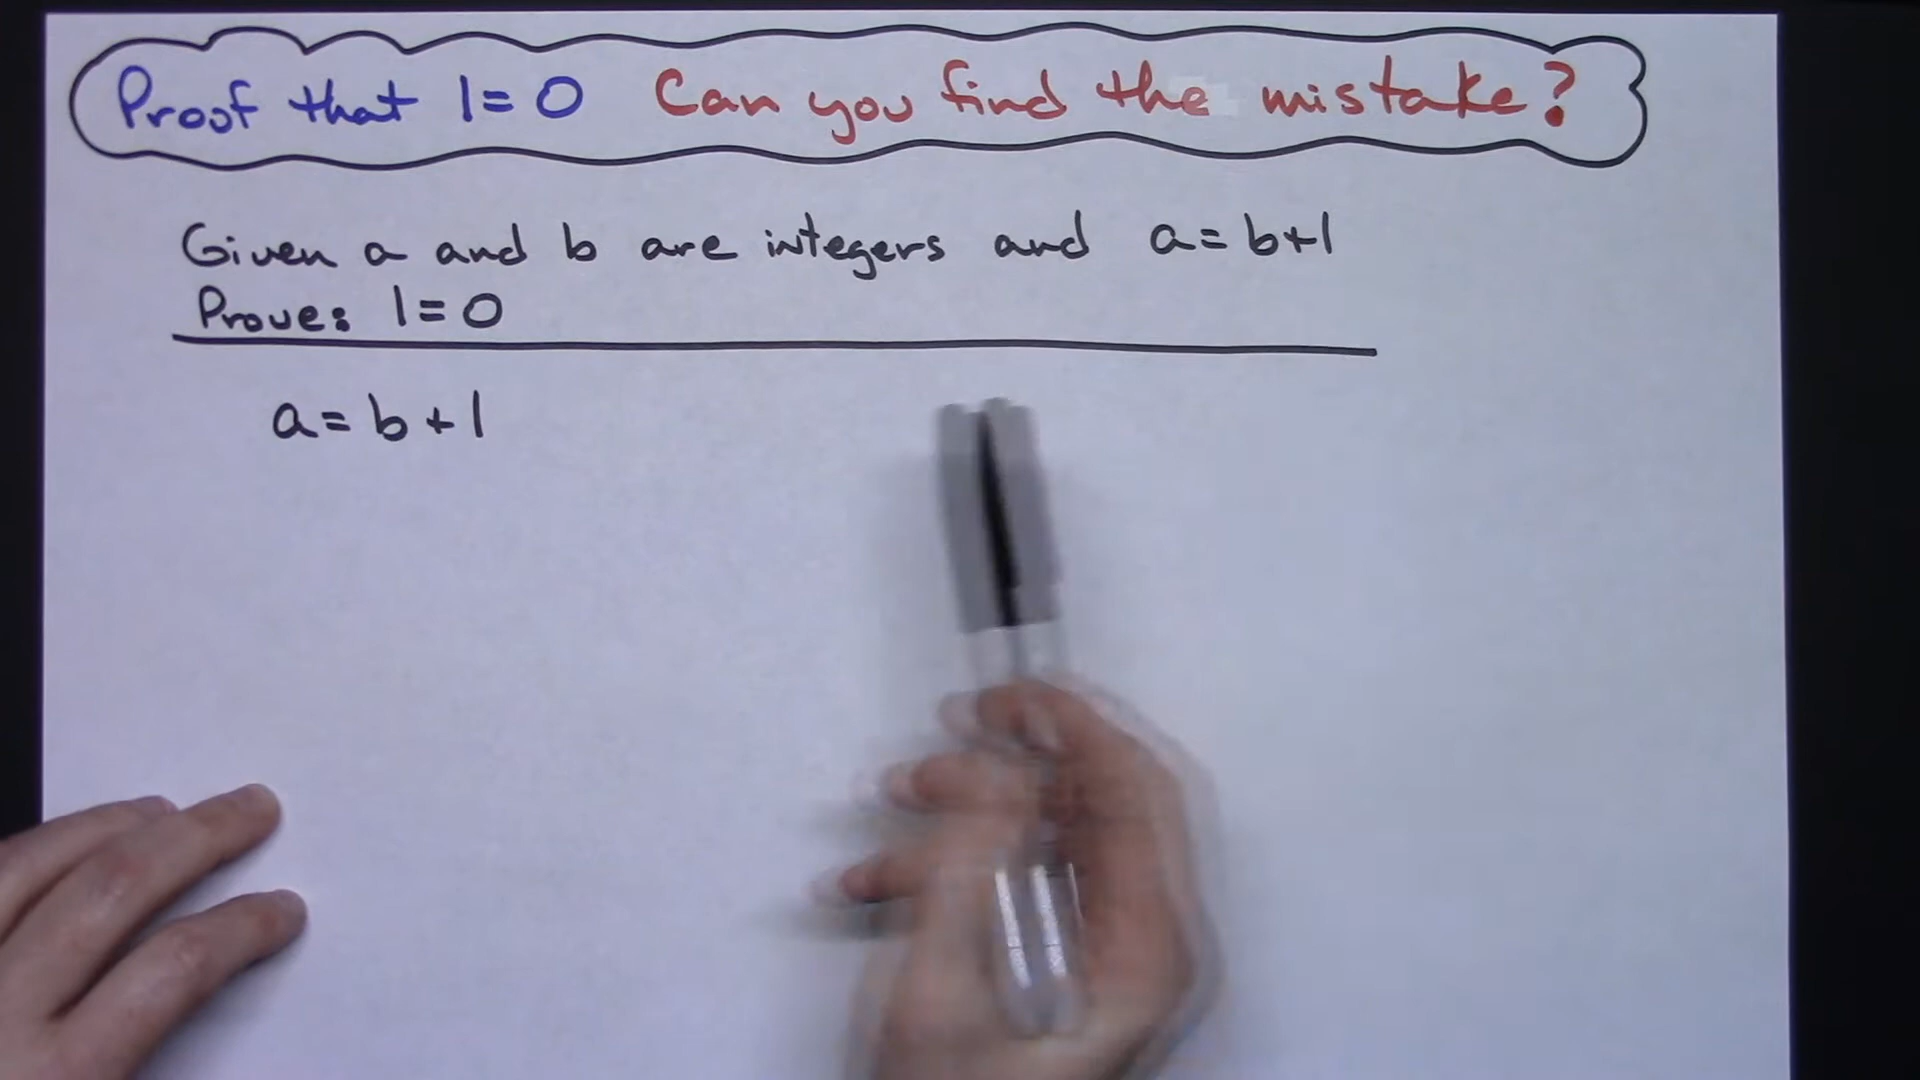 Proof that 1=0 Can you find the mistake?
Given a and b are integers and a=b+1
Prove: 1=0
a=b+1